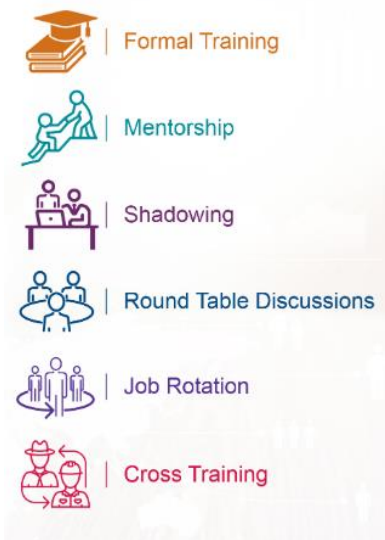 Formal Training
Mentorship
Shadowing
Round Table Discussions
Job Rotation
Cross Training